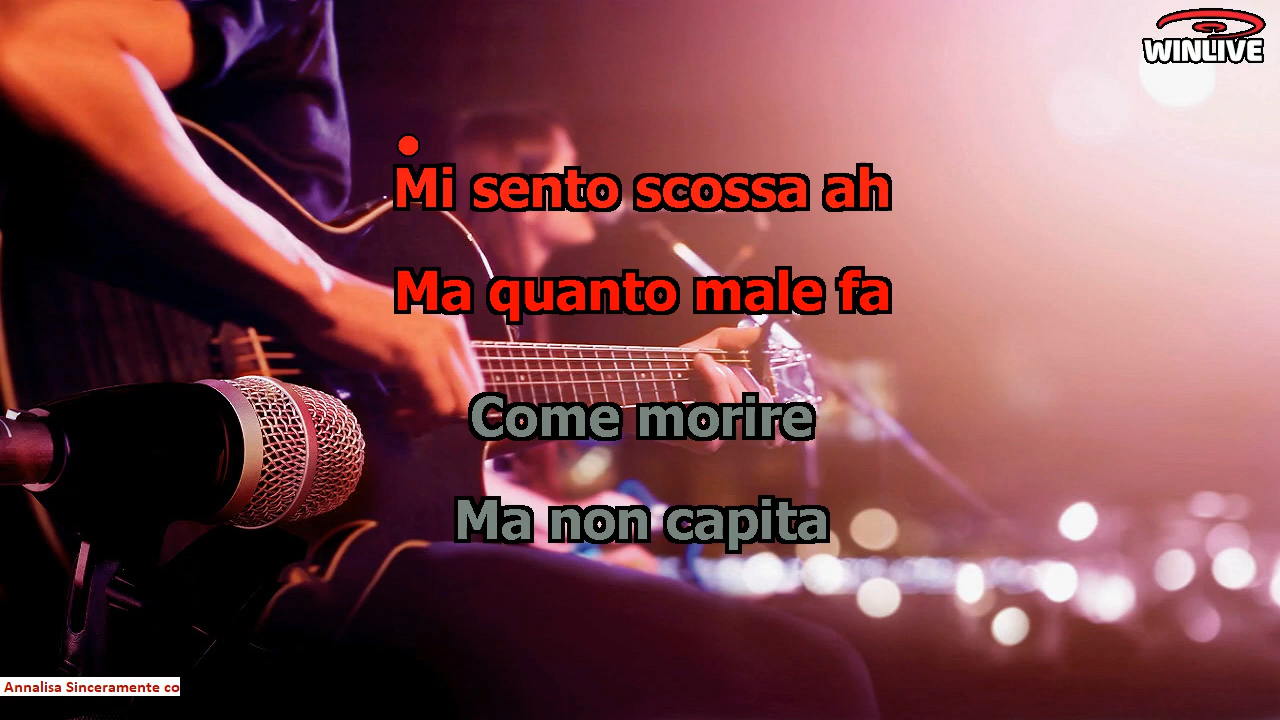 WINLIVE
Mi sento scossa ah
Ma quanto male fa
Come morire
Ma non capita
Annalisa Sinceramente co